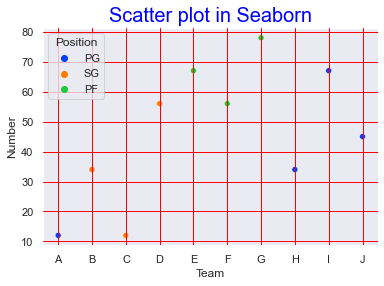 Scatter plot in Seaborn
Position
PG
SG
PF
80
70
60
50
40
30
20
10
Number
A B C D E F G H I J
Team